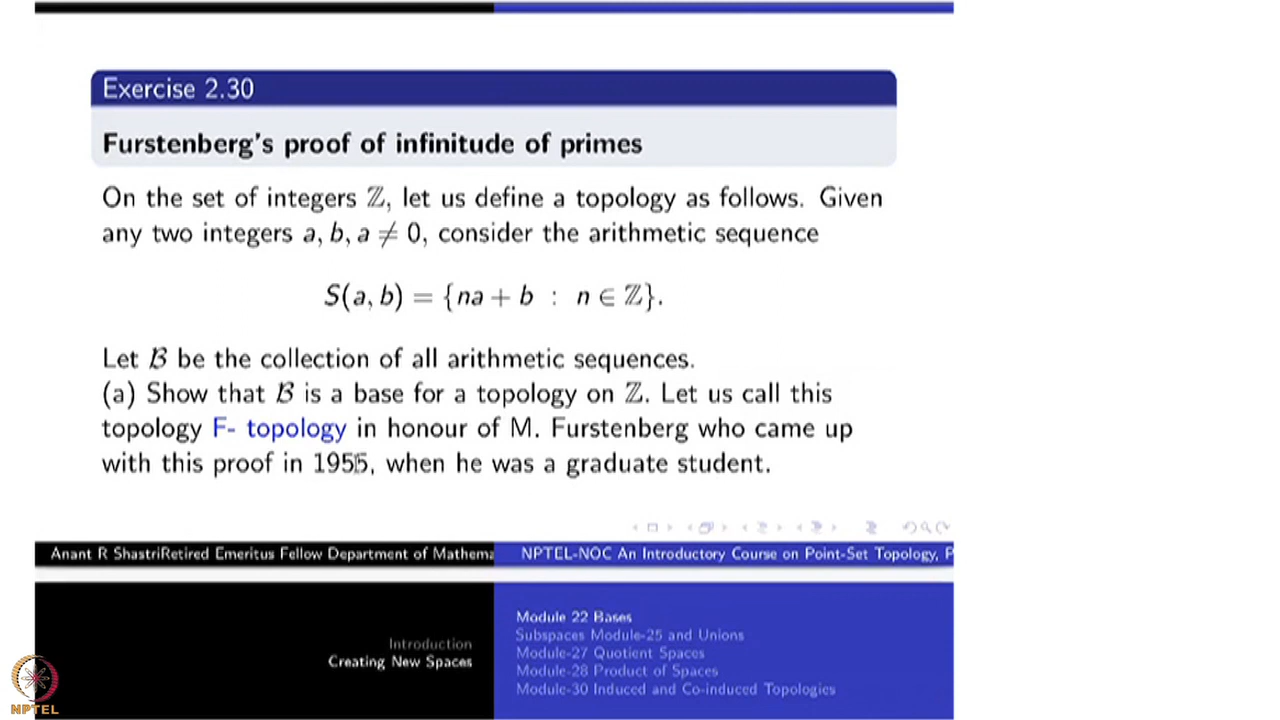 Exercise 2.30
Furstenberg's proof of infinitude of primes
On the set of integers ℤ, let us define a topology as follows. Given
any two integers a, b, a ≠ 0, consider the arithmetic sequence
S(a, b) = {na + b : n ∈ ℤ}.
Let ℬ be the collection of all arithmetic sequences.
(a) Show that ℬ is a base for a topology on ℤ. Let us call this
topology F- topology in honour of M. Furstenberg who came up
with this proof in 1955, when he was a graduate student.
Anant R ShastriRetired Emeritus Fellow Department of Mathema
NPTEL-NOC An Introductory Course on Point-Set Topology, P
Introduction
Creating New Spaces
Module 22 Bases
Subspaces Module-25 and Unions
Module-27 Quotient Spaces
Module-28 Product of Spaces
Module-30 Induced and Co-induced Topologies
NPTEL